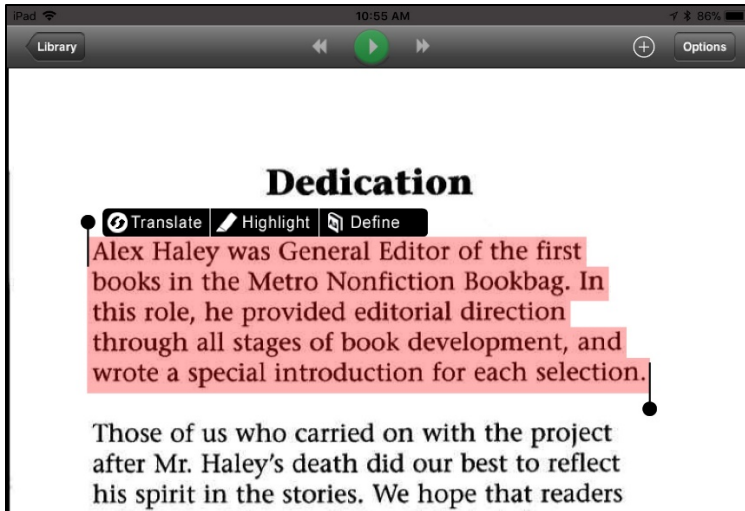 iPad 10:55 AM 86%
Library Options
Dedication
Translate Highlight Define
Alex Haley was General Editor of the first
books in the Metro Nonfiction Bookbag. In
this role, he provided editorial direction
through all stages of book development, and
wrote a special introduction for each selection.
Those of us who carried on with the project
after Mr. Haley’s death did our best to reflect
his spirit in the stories. We hope that readers